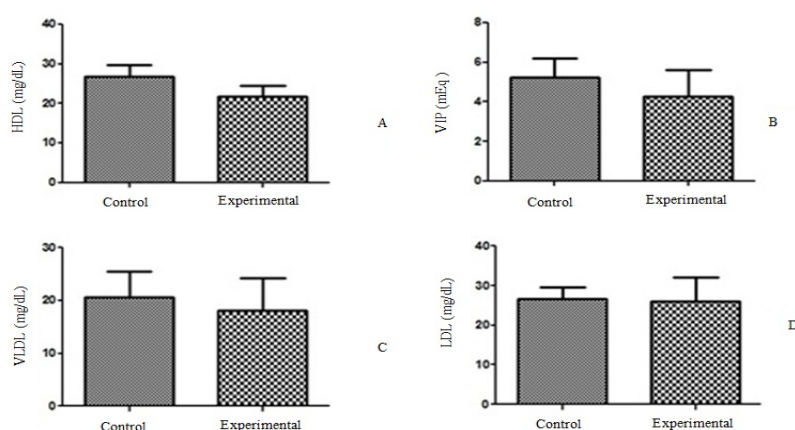 HDL (mg/dL)
40
30
20
10
0
Control
Experimental
A
VIP (mEq)
8
6
4
2
0
Control
Experimental
B
VLDL (mg/dL)
30
20
10
0
Control
Experimental
C
LDL (mg/dL)
40
30
20
10
0
Control
Experimental
D